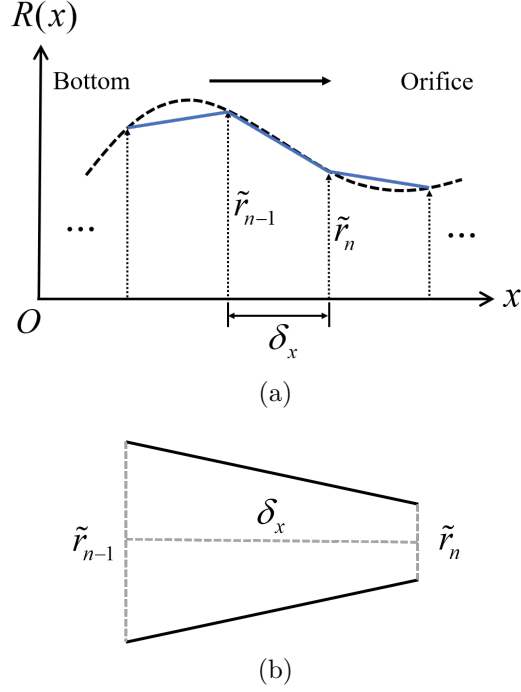 R(x)
Bottom Orifice
... r̃ₙ₋₁ r̃ₙ ...
O x
δₓ
(a)
δₓ
r̃ₙ₋₁ r̃ₙ
(b)